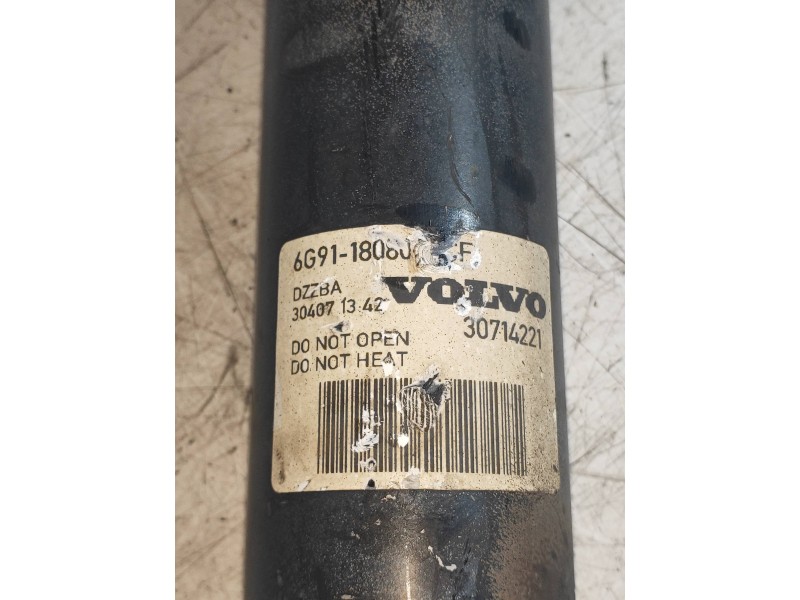 DZZBA
VOLVO
30407 13 42
30714221
DO NOT OPEN
DO NOT HEAT